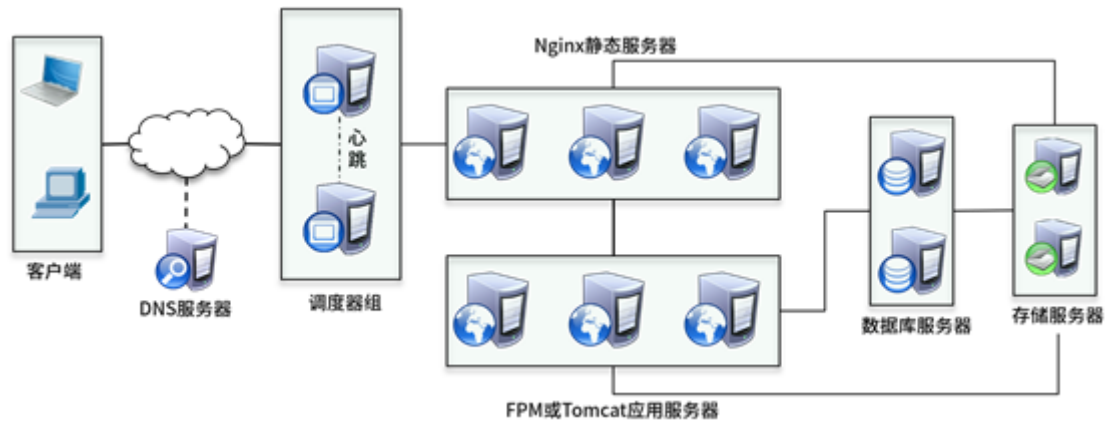 Nginx静态服务器
心跳
客户端
DNS服务器
调度器组
数据库服务器
存储服务器
FPM或Tomcat应用服务器